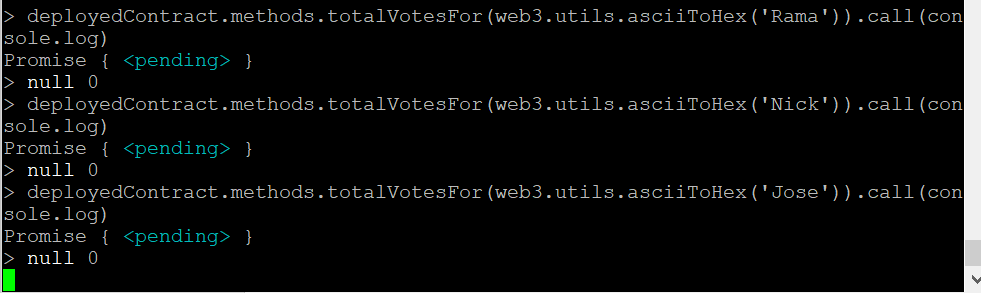 > deployedContract.methods.totalVotesFor(web3.utils.asciiToHex('Rama')).call(con
sole.log)
Promise { <pending> }
> null 0
> deployedContract.methods.totalVotesFor(web3.utils.asciiToHex('Nick')).call(con
sole.log)
Promise { <pending> }
> null 0
> deployedContract.methods.totalVotesFor(web3.utils.asciiToHex('Jose')).call(con
sole.log)
Promise { <pending> }
> null 0